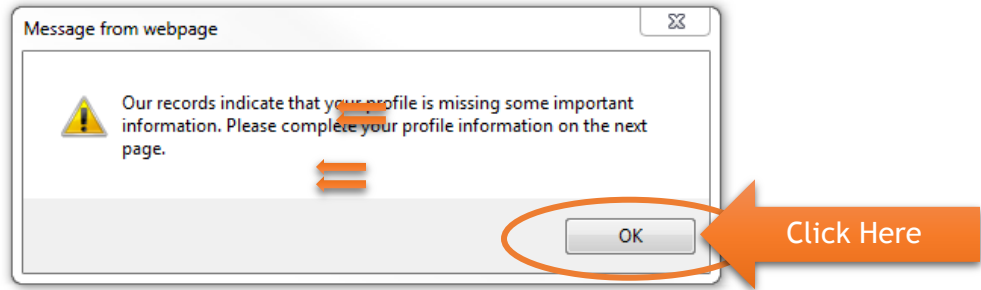 Message from webpage
Our records indicate that your profile is missing some important
information. Please complete your profile information on the next
page.
OK
Click Here